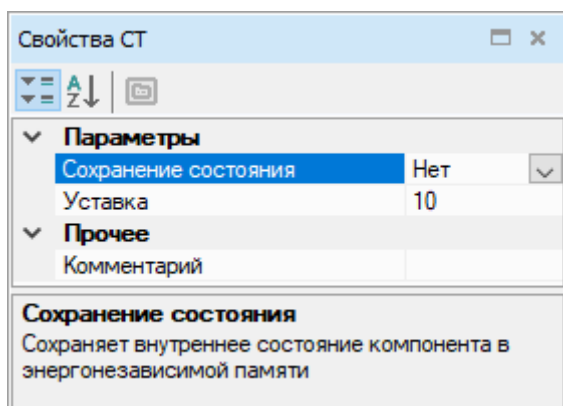 Свойства СТ
Параметры
Сохранение состояния Нет
Уставка 10
Прочее
Комментарий
Сохранение состояния
Сохраняет внутреннее состояние компонента в
энергонезависимой памяти